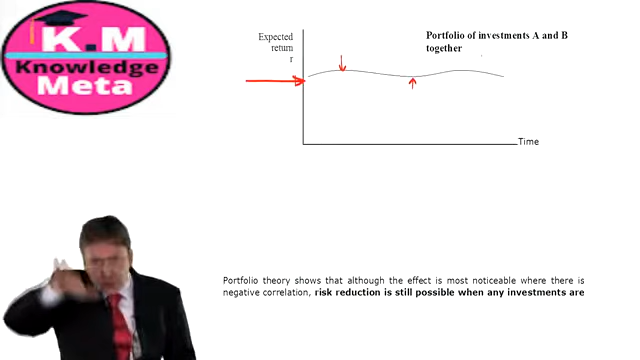 K.M
Knowledge
Meta
Expected
return
r
Portfolio of investments A and B
together
Time
Portfolio theory shows that although the effect is most noticeable where there is
negative correlation, risk reduction is still possible when any investments are